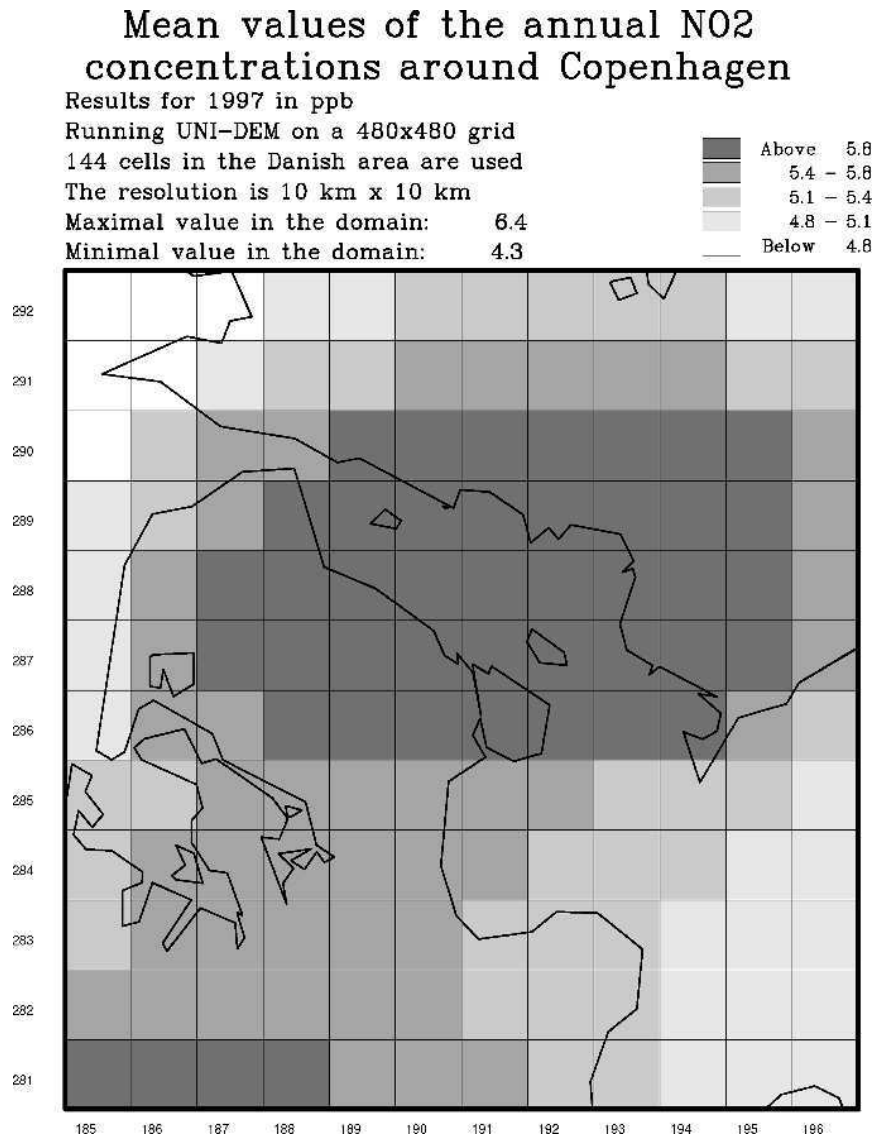 Mean values of the annual NO2
concentrations around Copenhagen
Results for 1997 in ppb
Running UNI-DEM on a 480x480 grid
144 cells in the Danish area are used
The resolution is 10 km x 10 km
Maximal value in the domain: 6.4
Minimal value in the domain: 4.3
Above 5.8
5.4 - 5.8
5.1 - 5.4
4.8 - 5.1
Below 4.8
292
291
290
289
288
287
286
285
284
283
282
281
185 186 187 188 189 190 191 192 193 194 195 196